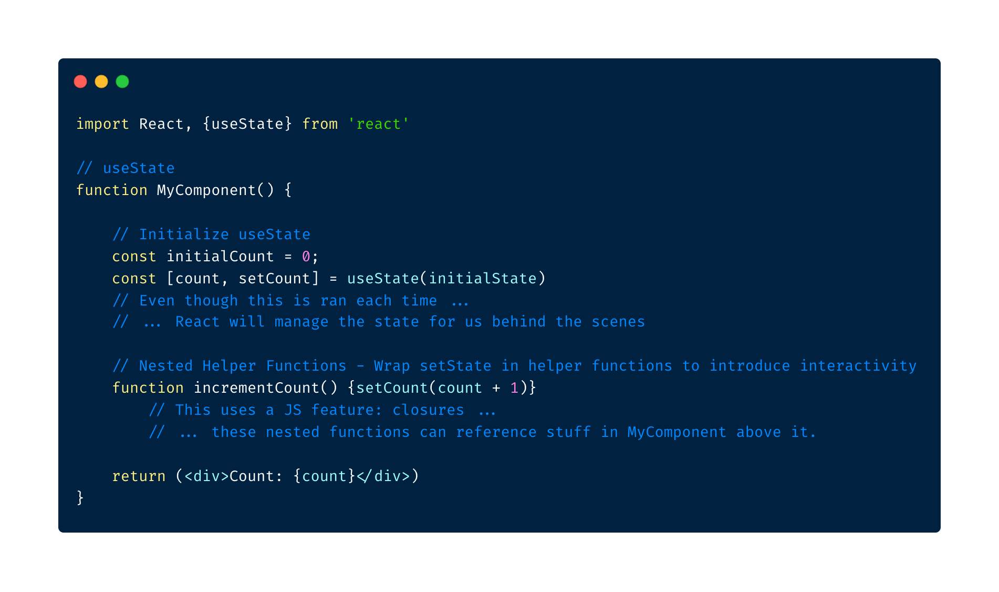 import React, {useState} from 'react'
// useState
function MyComponent() {
// Initialize useState
const initialCount = 0;
const [count, setCount] = useState(initialState)
// Even though this is ran each time ...
// ... React will manage the state for us behind the scenes
// Nested Helper Functions - Wrap setState in helper functions to introduce interactivity
function incrementCount() {setCount(count + 1)}
// This uses a JS feature: closures ...
// ... these nested functions can reference stuff in MyComponent above it.
return (<div>Count: {count}</div>)
}